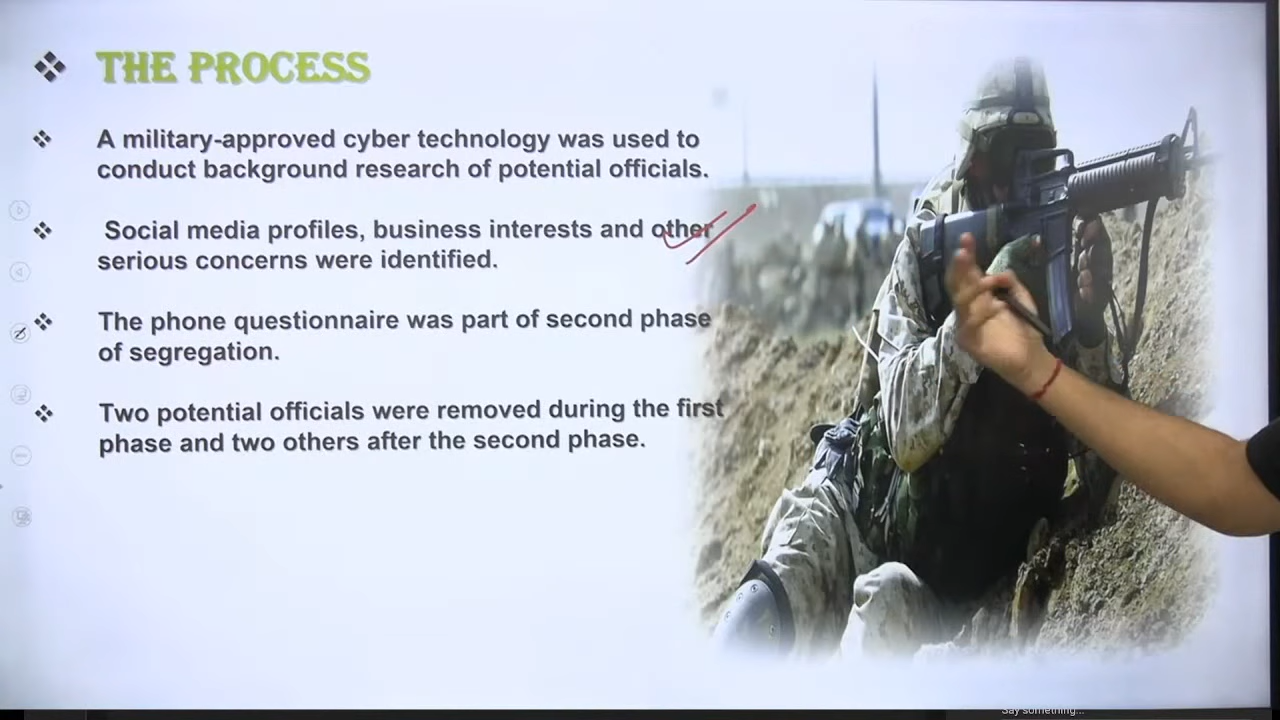 THE PROCESS
A military-approved cyber technology was used to
conduct background research of potential officials.
Social media profiles, business interests and other
serious concerns were identified.
The phone questionnaire was part of second phase
of segregation.
Two potential officials were removed during the first
phase and two others after the second phase.
Say something...